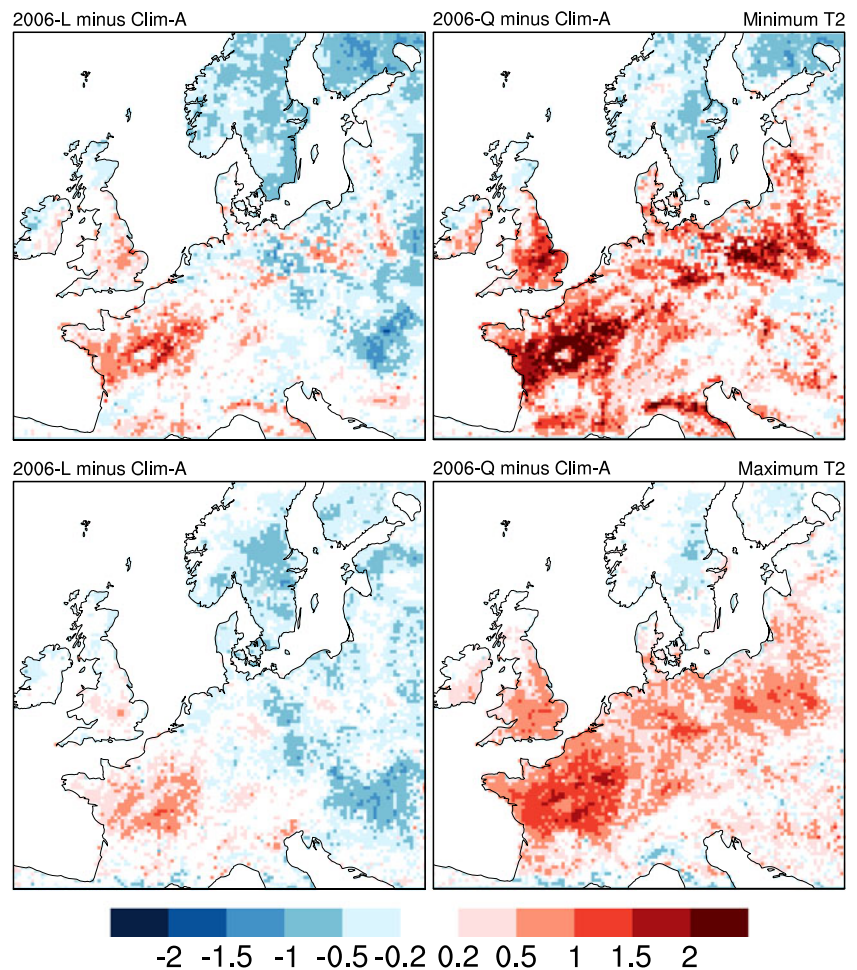 2006-L minus Clim-A
2006-Q minus Clim-A Minimum T2
2006-L minus Clim-A
2006-Q minus Clim-A Maximum T2
-2 -1.5 -1 -0.5 -0.2 0.2 0.5 1 1.5 2